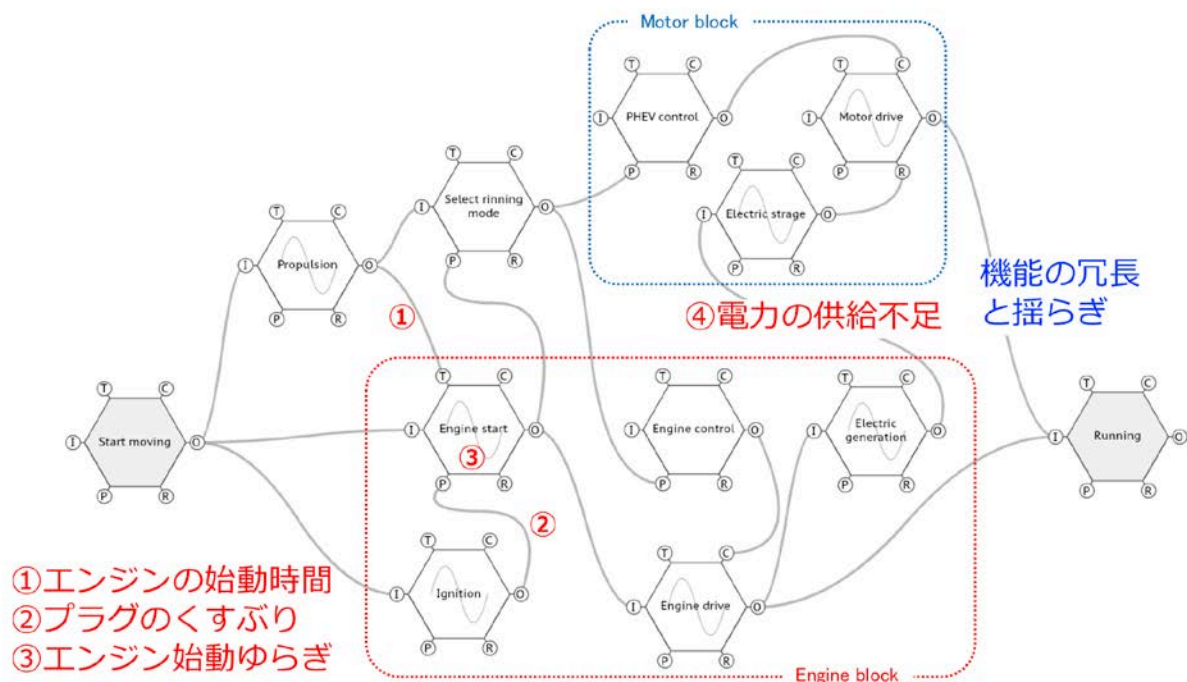 Motor block
T
C
I
PHEV control
O
P
R
T
C
I
Motor drive
O
P
R
T
C
I
Electric strage
O
P
R
T
C
I
Select rinning
mode
O
P
R
T
C
I
Propulsion
O
P
R
①
④電力の供給不足
機能の冗長
と揺らぎ
T
C
I
Start moving
O
P
R
T
C
I
Engine start
③
O
P
R
T
C
I
Engine control
O
P
R
T
C
I
Electric
generation
O
P
R
T
C
I
Running
O
P
R
②
T
C
I
Ignition
O
P
R
T
C
I
Engine drive
O
P
R
①エンジンの始動時間
②プラグのくすぶり
③エンジン始動ゆらぎ
Engine block